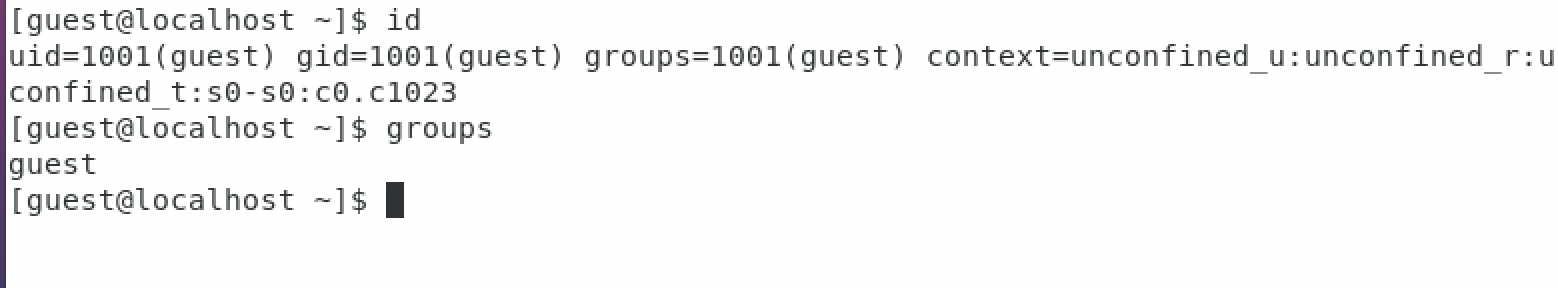 [guest@localhost ~]$ id
uid=1001(guest) gid=1001(guest) groups=1001(guest) context=unconfined_u:unconfined_r:u
confined_t:s0-s0:c0.c1023
[guest@localhost ~]$ groups
guest
[guest@localhost ~]$